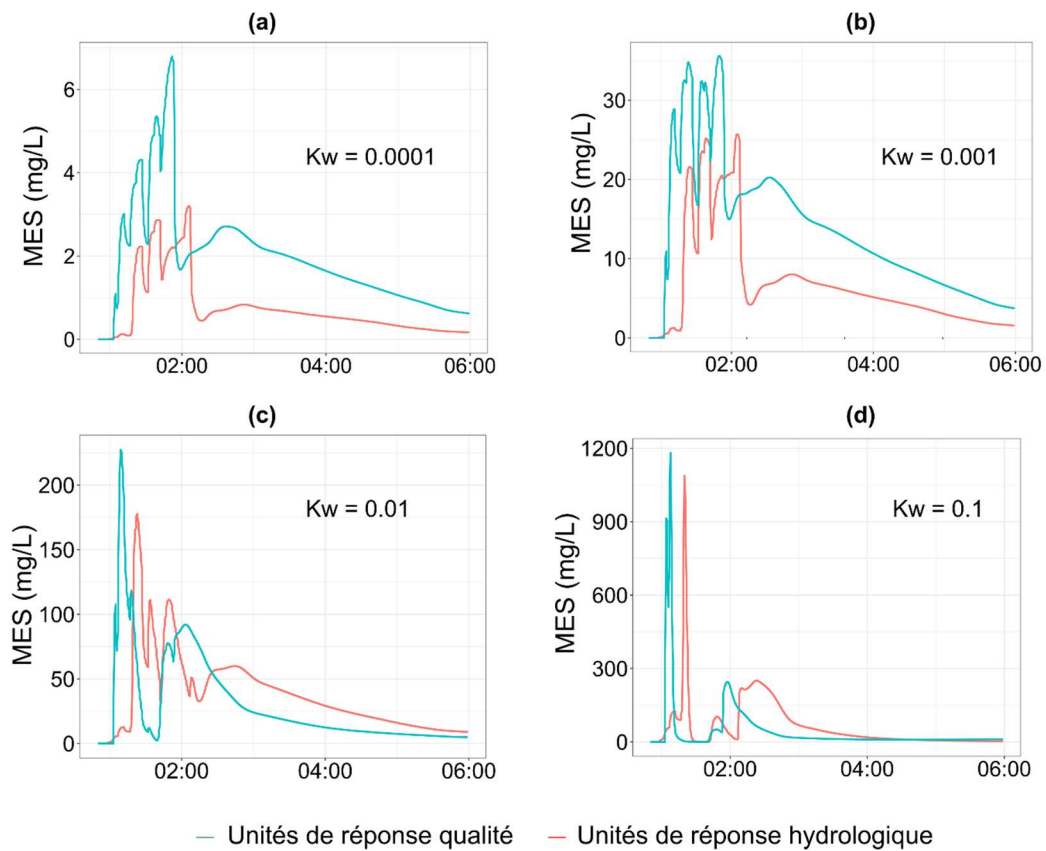 (a)
MES (mg/L)
6
4
2
0
Kw = 0.0001
02:00 04:00 06:00
(b)
MES (mg/L)
30
20
10
0
Kw = 0.001
02:00 04:00 06:00
(c)
MES (mg/L)
200
150
100
50
0
Kw = 0.01
02:00 04:00 06:00
(d)
MES (mg/L)
1200
900
600
300
0
Kw = 0.1
02:00 04:00 06:00
Unités de réponse qualité Unités de réponse hydrologique